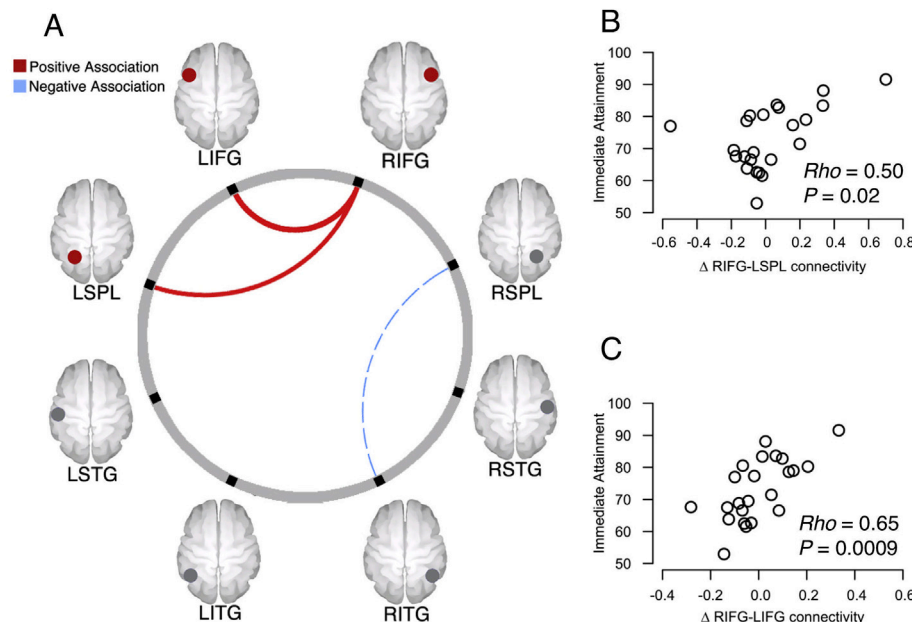 A
Positive Association
Negative Association
LIFG
RIFG
LSPL
RSPL
LSTG
RSTG
LITG
RITG
B
Immediate Attainment
100
90
80
70
60
50
Rho = 0.50
P = 0.02
-0.6 -0.4 -0.2 0 0.2 0.4 0.6 0.8
Δ RIFG-LSPL connectivity
C
Immediate Attainment
100
90
80
70
60
50
Rho = 0.65
P = 0.0009
-0.4 -0.2 0.0 0.2 0.4 0.6
Δ RIFG-LIFG connectivity